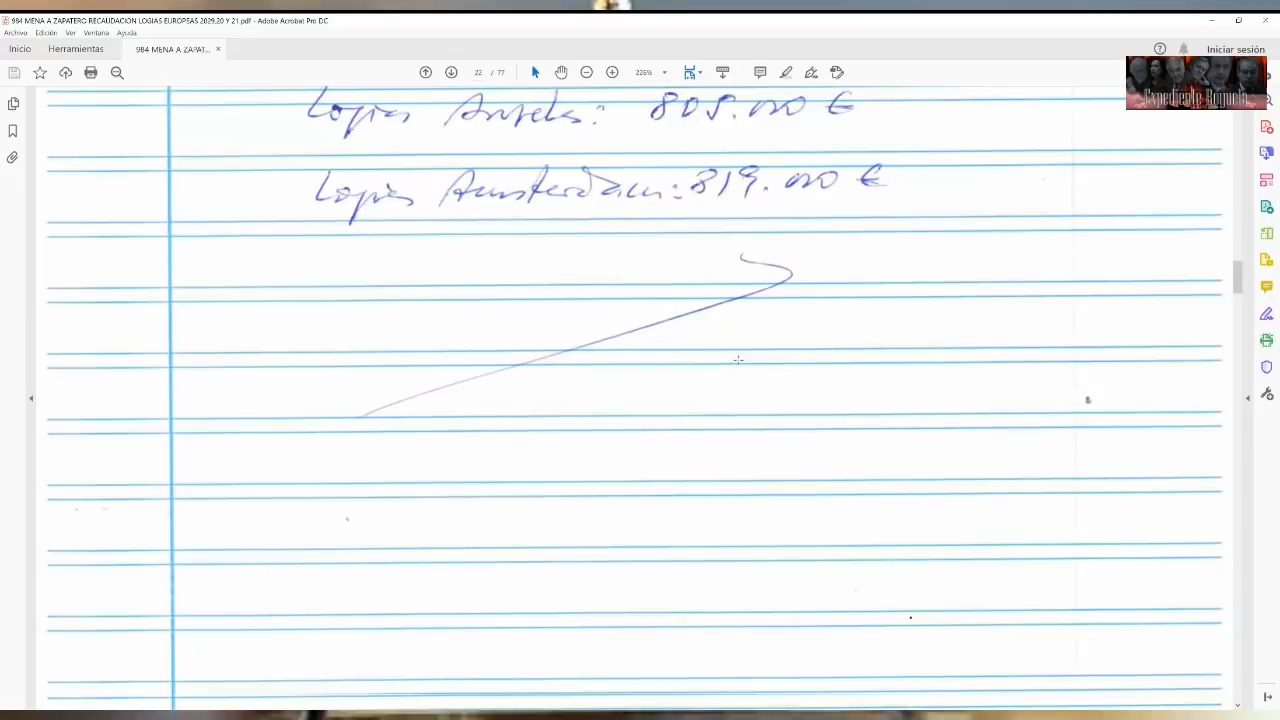 984 MENA A ZAPATERO RECAUDACION LOGIAS EUROPEAS 2029,20 Y 21.pdf - Adobe Acrobat Pro DC
Archivo Edición Ver Ventana Ayuda
Inicio Herramientas 984 MENA A ZAPAT... × Iniciar sesión
22 / 77 226%
Expediente Royuela
Logias : 805.000 €
Logias Amsterdam: 819.000 €